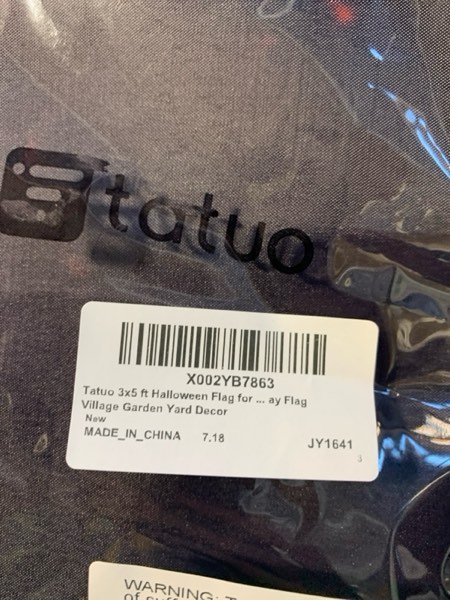 tatuo
X002YB7863
Tatuo 3x5 ft Halloween Flag for ... ay Flag
Village Garden Yard Decor
New
MADE_IN_CHINA 7.18 JY1641
3
WARNING:
of